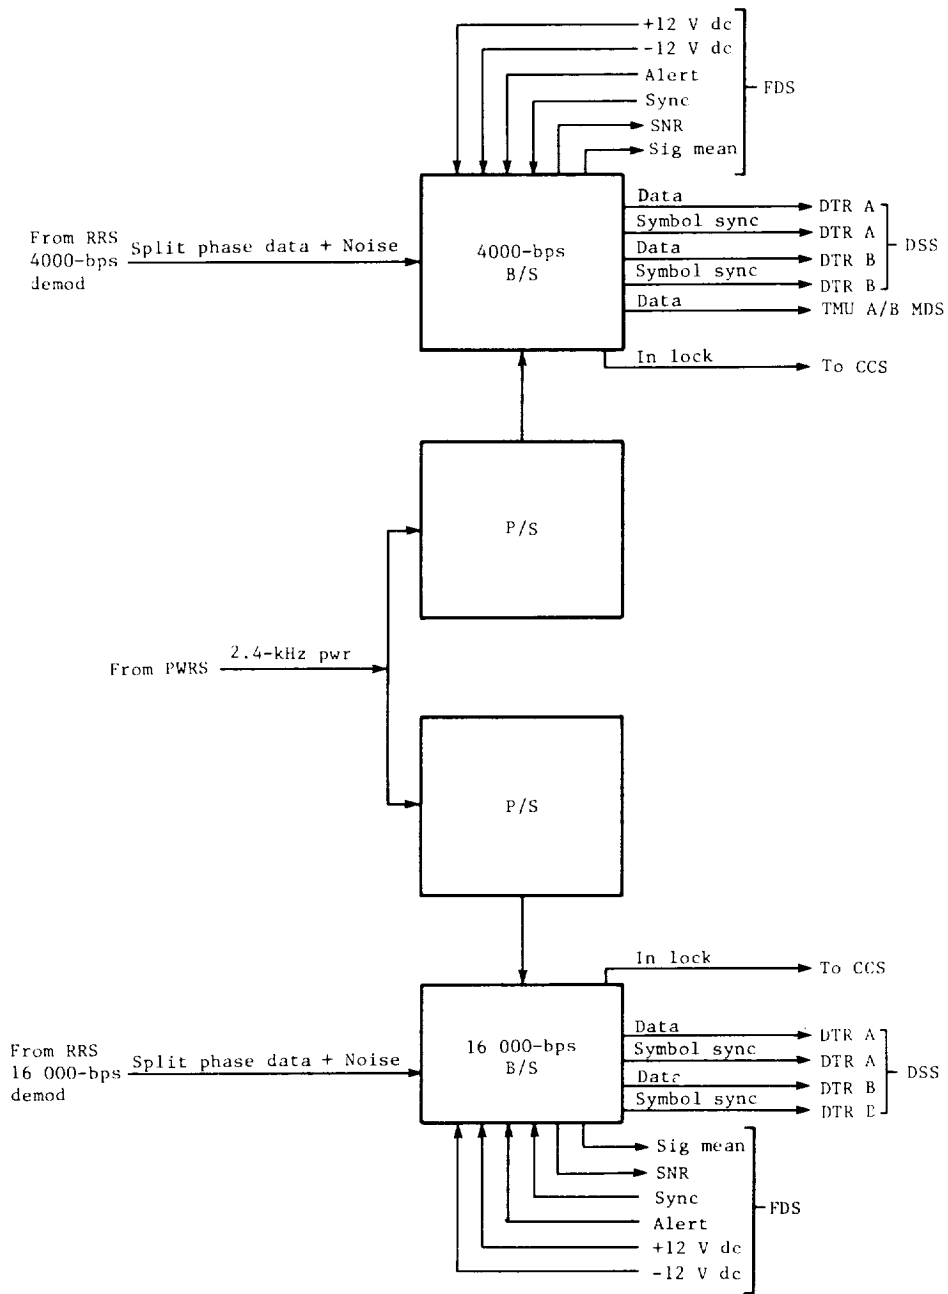 +12 V dc
-12 V dc
Alert
Sync
SNR
Sig mean
FDS
From RRS
4000-bps
demod
Split phase data + Noise
4000-bps
B/S
Data
DTR A
Symbol sync
DTR A
Data
DTR B
Symbol sync
DTR B
DSS
Data
TMU A/B MDS
In lock
To CCS
P/S
From PWRS
2.4-kHz pwr
P/S
In lock
To CCS
From RRS
16 000-bps
demod
Split phase data + Noise
16 000-bps
B/S
Data
DTR A
Symbol sync
DTR A
Data
DTR B
Symbol sync
DTR B
DSS
Sig mean
SNR
Sync
Alert
+12 V dc
-12 V dc
FDS